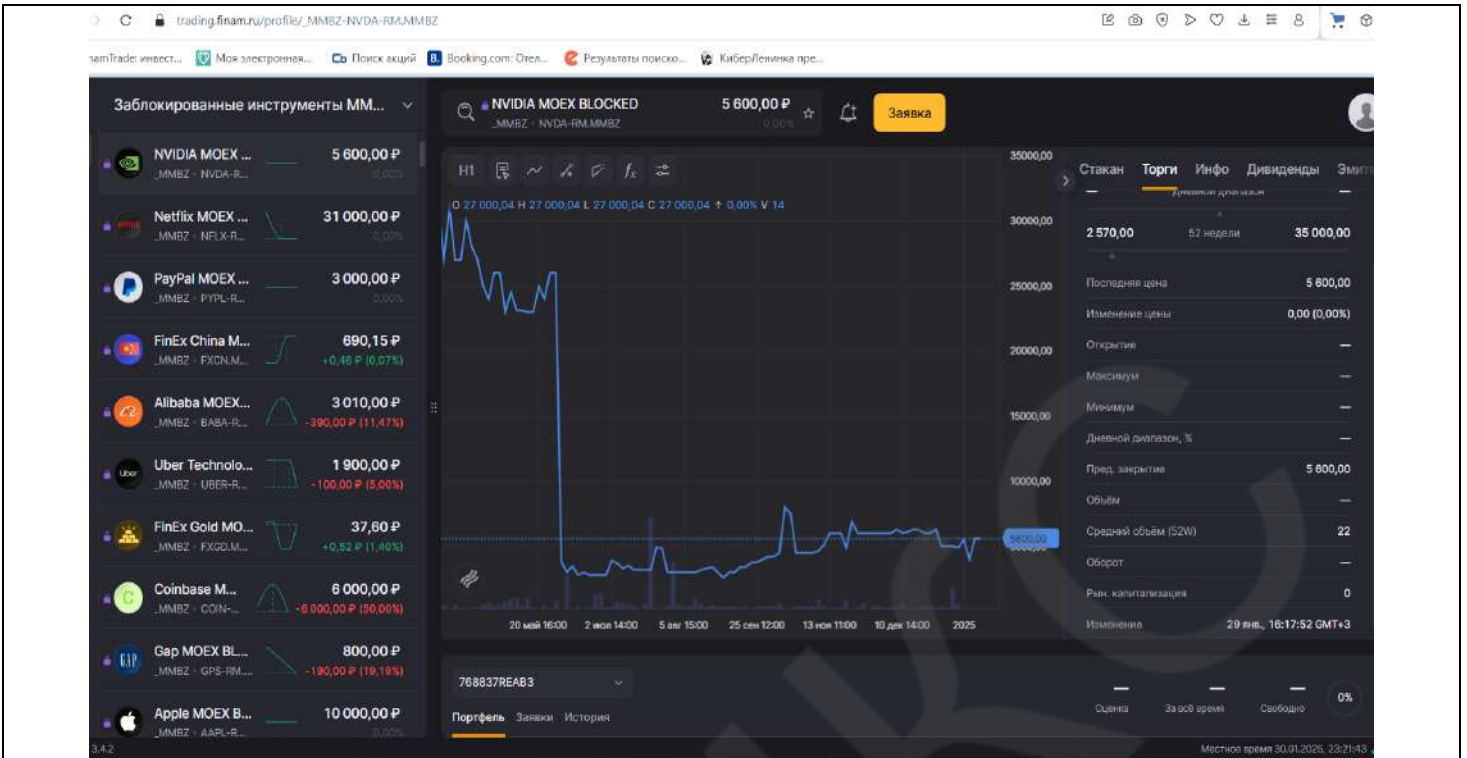 trading.finam.ru/profile/_MMBZ-NVDA-RM.MMBZ
namTrade: инвест... Моя электронная... Поиск акций Booking.com: Отел... Результаты поиско... КиберЛенинка пре...
Заблокированные инструменты ММ...
NVIDIA MOEX BLOCKED 5 600,00 ₽
_MMBZ · NVDA-RM.MMBZ 0,00%
Заявка
NVIDIA MOEX ... 5 600,00 ₽
_MMBZ · NVDA-R... 0,00%
Netflix MOEX ... 31 000,00 ₽
_MMBZ · NFLX-R... 0,00%
PayPal MOEX ... 3 000,00 ₽
_MMBZ · PYPL-R... 0,00%
FinEx China M... 690,15 ₽
_MMBZ · FXCN.M... +0,46 ₽ (0,07%)
Alibaba MOEX... 3 010,00 ₽
_MMBZ · BABA-R... -390,00 ₽ (11,47%)
Uber Technolo... 1 900,00 ₽
_MMBZ · UBER-R... -100,00 ₽ (5,00%)
FinEx Gold MO... 37,60 ₽
_MMBZ · FXGD.M... +0,52 ₽ (1,40%)
Coinbase M... 6 000,00 ₽
_MMBZ · COIN-... -6 000,00 ₽ (50,00%)
Gap MOEX BL... 800,00 ₽
_MMBZ · GPS-RM.... -190,00 ₽ (19,19%)
Apple MOEX B... 10 000,00 ₽
_MMBZ · AAPL-R... 0,00%
3.4.2
H1
O 27 000,04 H 27 000,04 L 27 000,04 C 27 000,04 ↑ 0,00% V 14
35000,00
30000,00
25000,00
20000,00
15000,00
10000,00
5600,00
20 май 16:00 2 июл 14:00 5 авг 15:00 25 сен 12:00 13 ноя 11:00 10 дек 14:00 2025
Стакан Торги Инфо Дивиденды Эмите
— Дневной диапазон —
2 570,00 52 недели 35 000,00
Последняя цена 5 600,00
Изменение цены 0,00 (0,00%)
Открытие —
Максимум —
Минимум —
Дневной диапазон, % —
Пред. закрытие 5 600,00
Объём —
Средний объём (52W) 22
Оборот —
Рын. капитализация 0
Изменение 29 янв., 16:17:52 GMT+3
768837REAB3
Портфель Заявки История
— — — 0%
Оценка За всё время Свободно
Местное время 30.01.2025, 23:21:43